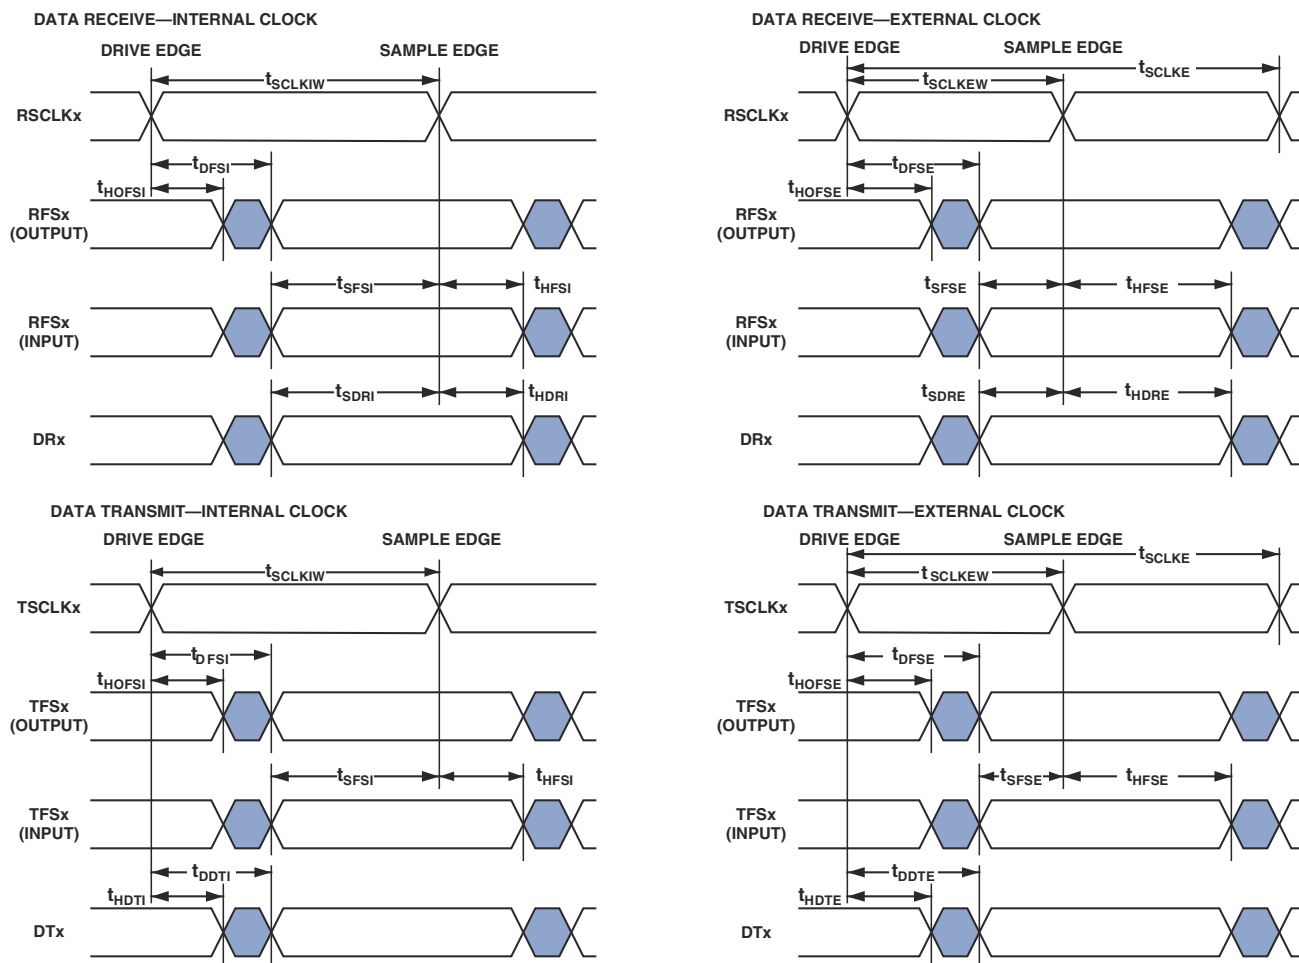 DATA RECEIVE—INTERNAL CLOCK
DRIVE EDGE
SAMPLE EDGE
tSCLKIW
RSCLKx
tDFSI
tHOFSI
RFSx
(OUTPUT)
tSFSI
tHFSI
RFSx
(INPUT)
tSDRI
tHDRI
DRx
DATA RECEIVE—EXTERNAL CLOCK
DRIVE EDGE
SAMPLE EDGE
tSCLKE
tSCLKEW
RSCLKx
tDFSE
tHOFSE
RFSx
(OUTPUT)
tSFSE
tHFSE
RFSx
(INPUT)
tSDRE
tHDRE
DRx
DATA TRANSMIT—INTERNAL CLOCK
DRIVE EDGE
SAMPLE EDGE
tSCLKIW
TSCLKx
tDFSI
tHOFSI
TFSx
(OUTPUT)
tSFSI
tHFSI
TFSx
(INPUT)
tDDTI
tHDTI
DTx
DATA TRANSMIT—EXTERNAL CLOCK
DRIVE EDGE
SAMPLE EDGE
tSCLKE
tSCLKEW
TSCLKx
tDFSE
tHOFSE
TFSx
(OUTPUT)
tSFSE
tHFSE
TFSx
(INPUT)
tDDTE
tHDTE
DTx